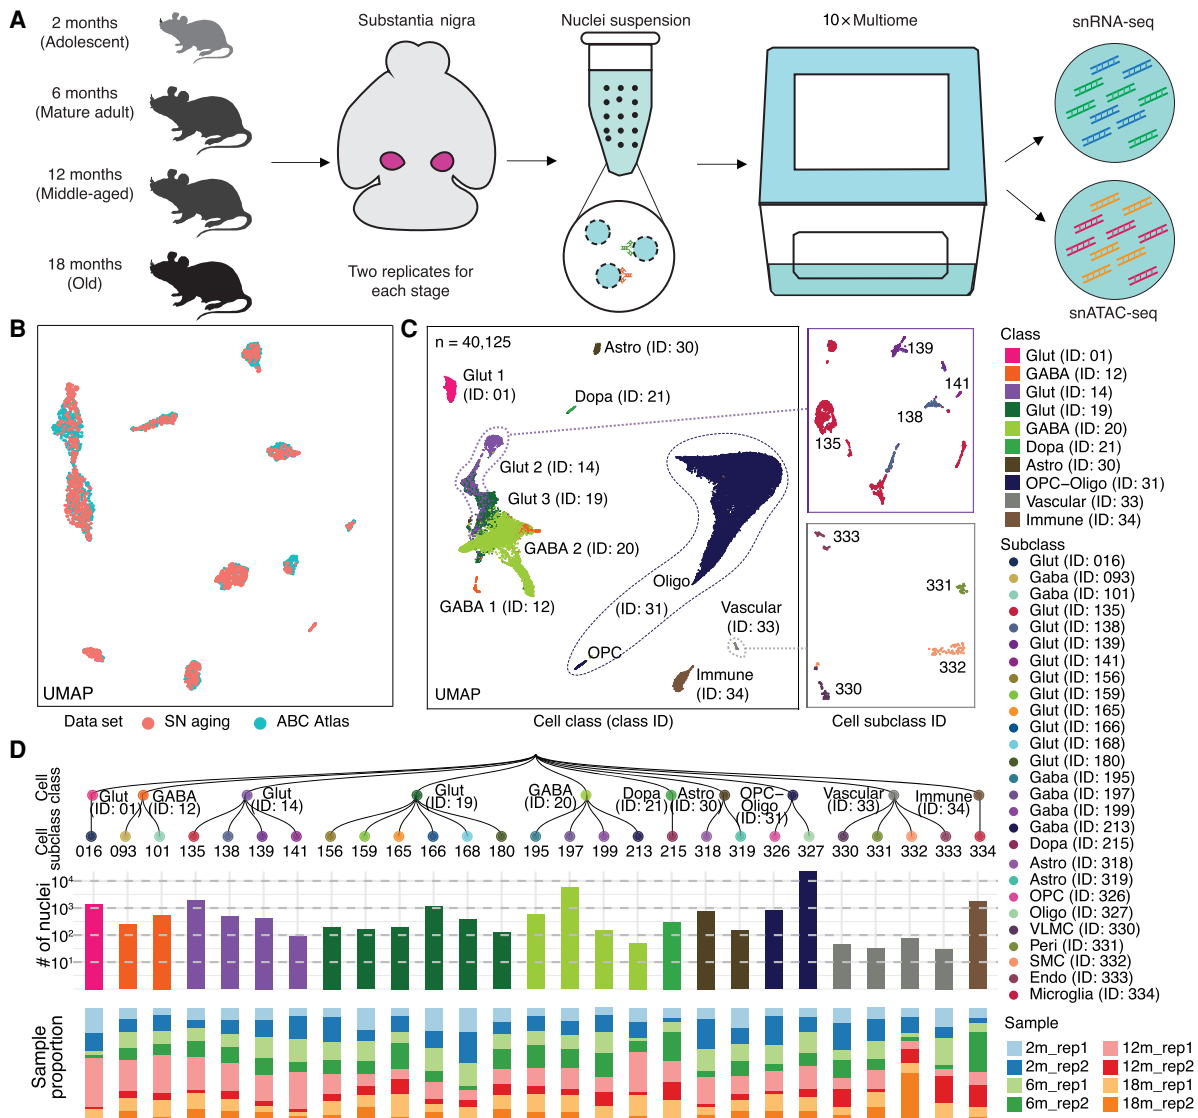 A
2 months
(Adolescent)
6 months
(Mature adult)
12 months
(Middle-aged)
18 months
(Old)
Substantia nigra
Two replicates for
each stage
Nuclei suspension
10×Multiome
snRNA-seq
snATAC-seq
B
UMAP
Data set
SN aging
ABC Atlas
C
n = 40,125
Astro (ID: 30)
Glut 1
(ID: 01)
Dopa (ID: 21)
Glut 2 (ID: 14)
Glut 3 (ID: 19)
GABA 2 (ID: 20)
GABA 1 (ID: 12)
Oligo
(ID: 31)
OPC
Vascular
(ID: 33)
Immune
(ID: 34)
UMAP
Cell class (class ID)
139
141
138
135
333
331
332
330
Cell subclass ID
Class
Glut (ID: 01)
GABA (ID: 12)
Glut (ID: 14)
Glut (ID: 19)
GABA (ID: 20)
Dopa (ID: 21)
Astro (ID: 30)
OPC−Oligo (ID: 31)
Vascular (ID: 33)
Immune (ID: 34)
Subclass
Glut (ID: 016)
Gaba (ID: 093)
Gaba (ID: 101)
Glut (ID: 135)
Glut (ID: 138)
Glut (ID: 139)
Glut (ID: 141)
Glut (ID: 156)
Glut (ID: 159)
Glut (ID: 165)
Glut (ID: 166)
Glut (ID: 168)
Glut (ID: 180)
Gaba (ID: 195)
Gaba (ID: 197)
Gaba (ID: 199)
Gaba (ID: 213)
Dopa (ID: 215)
Astro (ID: 318)
Astro (ID: 319)
OPC (ID: 326)
Oligo (ID: 327)
VLMC (ID: 330)
Peri (ID: 331)
SMC (ID: 332)
Endo (ID: 333)
Microglia (ID: 334)
Sample
2m_rep1
2m_rep2
6m_rep1
6m_rep2
12m_rep1
12m_rep2
18m_rep1
18m_rep2
D
Cell
class
Glut
(ID: 01)
GABA
(ID: 12)
Glut
(ID: 14)
Glut
(ID: 19)
GABA
(ID: 20)
Dopa
(ID: 21)
Astro
(ID: 30)
OPC−
Oligo
(ID: 31)
Vascular
(ID: 33)
Immune
(ID: 34)
Cell
subclass
016 093 101 135 138 139 141 156 159 165 166 168 180 195 197 199 213 215 318 319 326 327 330 331 332 333 334
# of nuclei
10⁴
10³
10²
10¹
Sample
proportion